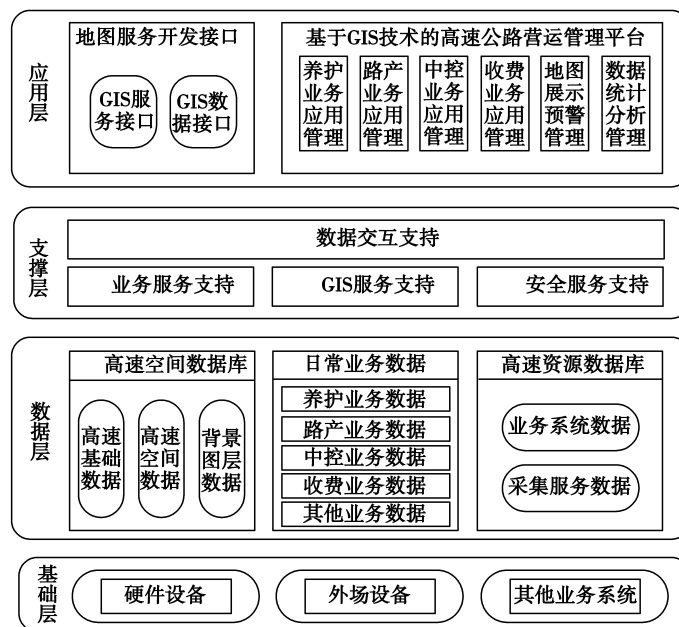 应用层
地图服务开发接口
GIS服
务接口
GIS数
据接口
基于GIS技术的高速公路营运管理平台
养护
业务
应用
管理
路产
业务
应用
管理
中控
业务
应用
管理
收费
业务
应用
管理
地图
展示
预警
管理
数据
统计
分析
管理
支撑层
数据交互支持
业务服务支持
GIS服务支持
安全服务支持
数据层
高速空间数据库
高速
基础
数据
高速
空间
数据
背景
图层
数据
日常业务数据
养护业务数据
路产业务数据
中控业务数据
收费业务数据
其他业务数据
高速资源数据库
业务系统数据
采集服务数据
基础层
硬件设备
外场设备
其他业务系统